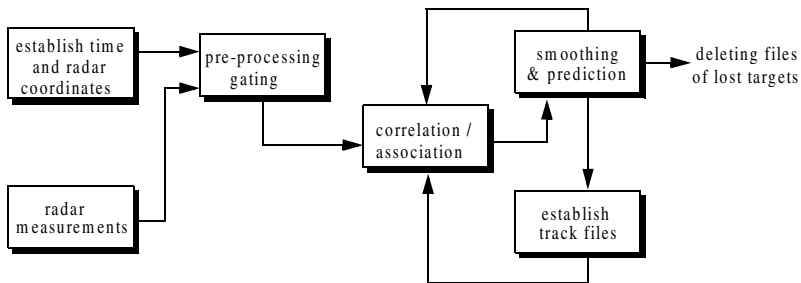 establish time
and radar
coordinates
pre-processing
gating
smoothing
& prediction
deleting files
of lost targets
correlation /
association
radar
measurements
establish
track files